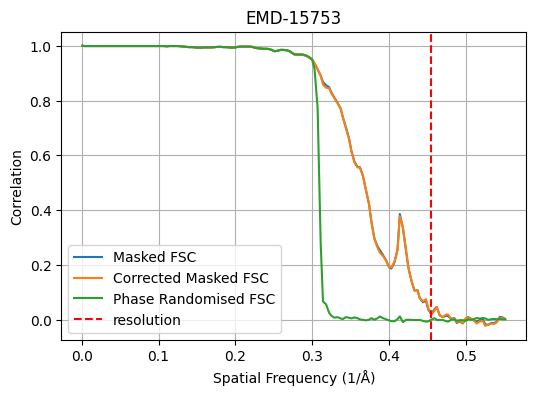 EMD-15753
Correlation
1.0
0.8
0.6
0.4
0.2
0.0
Masked FSC
Corrected Masked FSC
Phase Randomised FSC
resolution
0.0
0.1
0.2
0.3
0.4
0.5
Spatial Frequency (1/Å)